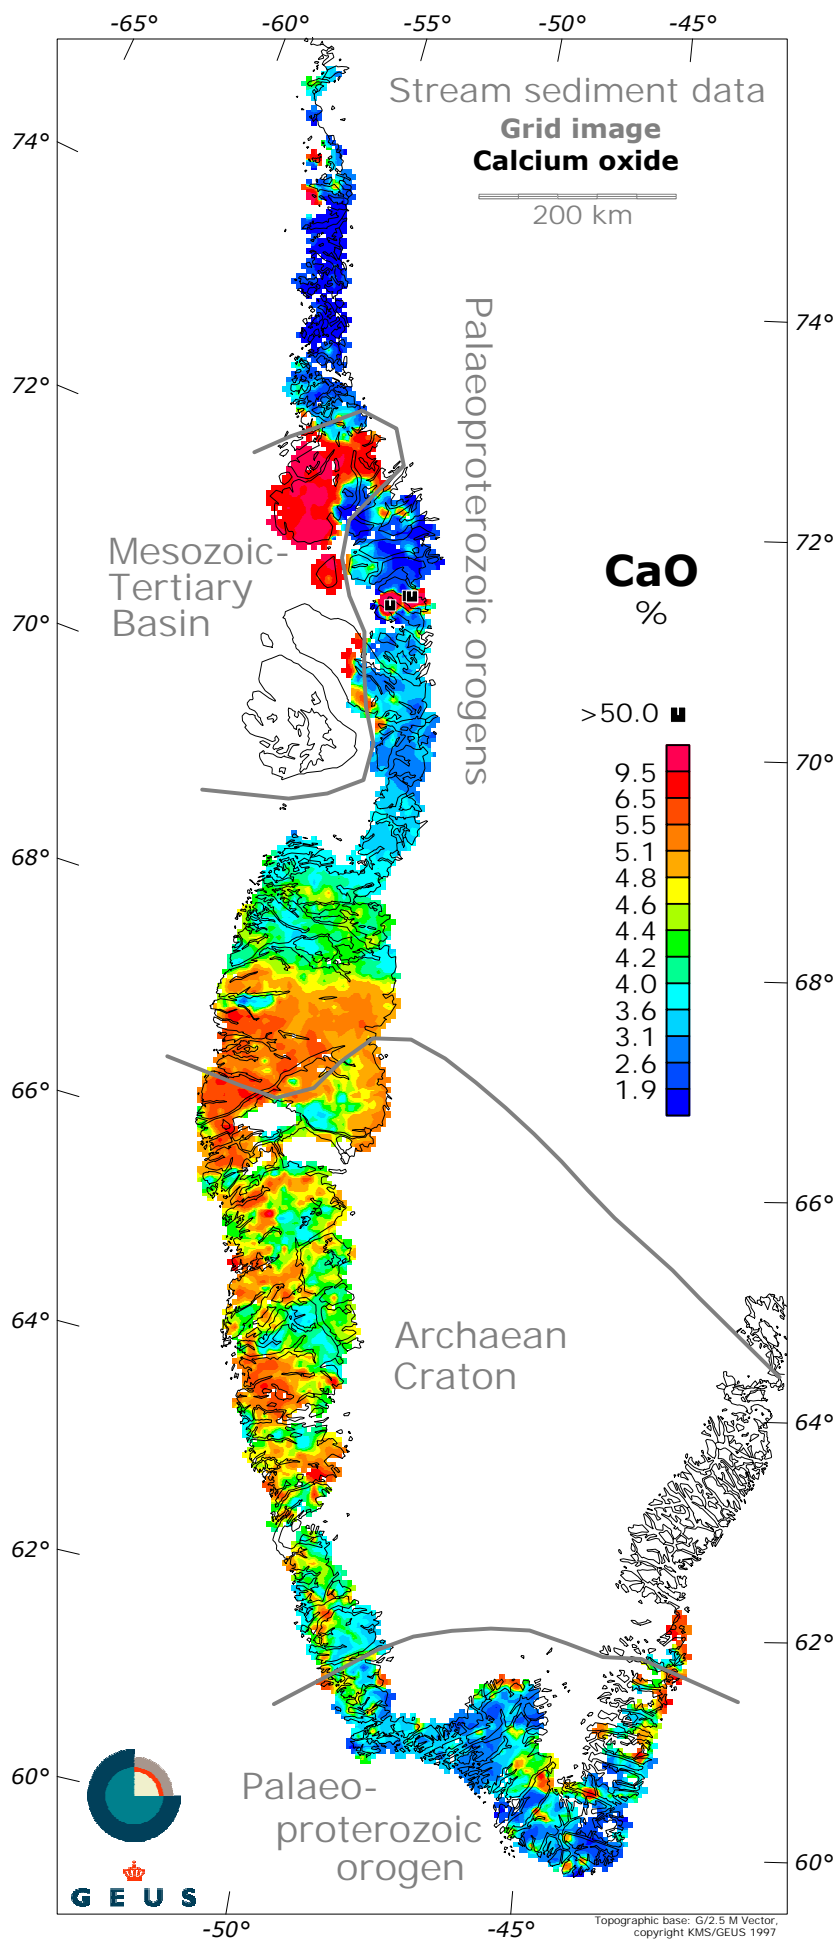 -65° -60° -55° -50° -45°
Stream sediment data
Grid image
Calcium oxide
200 km
74°
74°
72°
72°
70°
70°
68°
68°
66°
66°
64°
64°
62°
62°
60°
60°
Palaeoproterozoic orogens
Mesozoic-
Tertiary
Basin
CaO
%
>50.0
9.5
6.5
5.5
5.1
4.8
4.6
4.4
4.2
4.0
3.6
3.1
2.6
1.9
Archaean
Craton
Palaeo-
proterozoic
orogen
G E U S
-50° -45°
Topographic base: G/2.5 M Vector,
copyright KMS/GEUS 1997